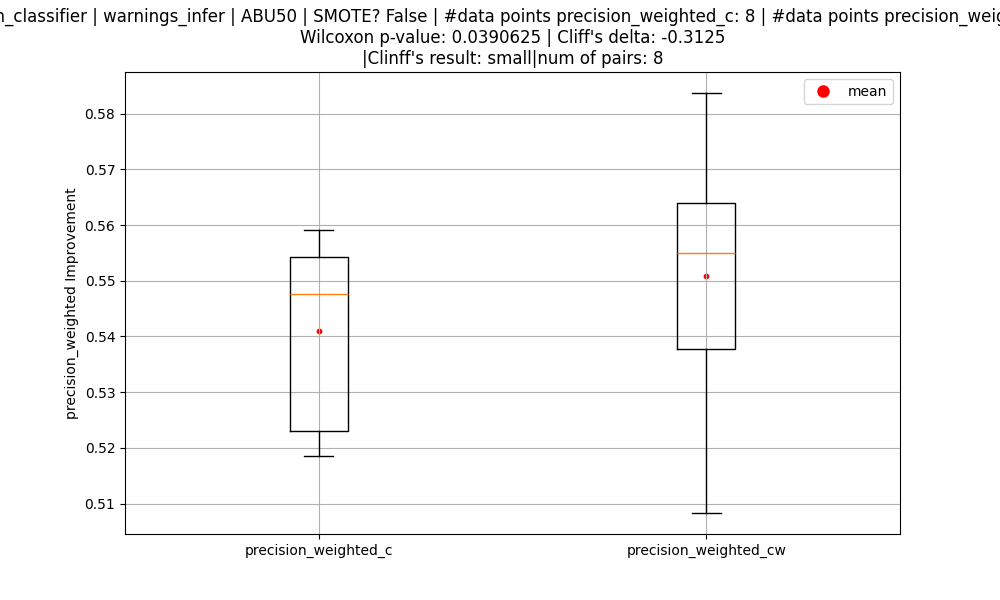 _classifier | warnings_infer | ABU50 | SMOTE? False | #data points precision_weighted_c: 8 | #data points
Wilcoxon p-value: 0.0390625 | Cliff's delta: -0.3125
|Clinff's result: small|num of pairs: 8
mean
0.58
0.57
0.56
0.55
0.54
0.53
0.52
0.51
precision_weighted Improvement
precision_weighted_c
precision_weighted_cw